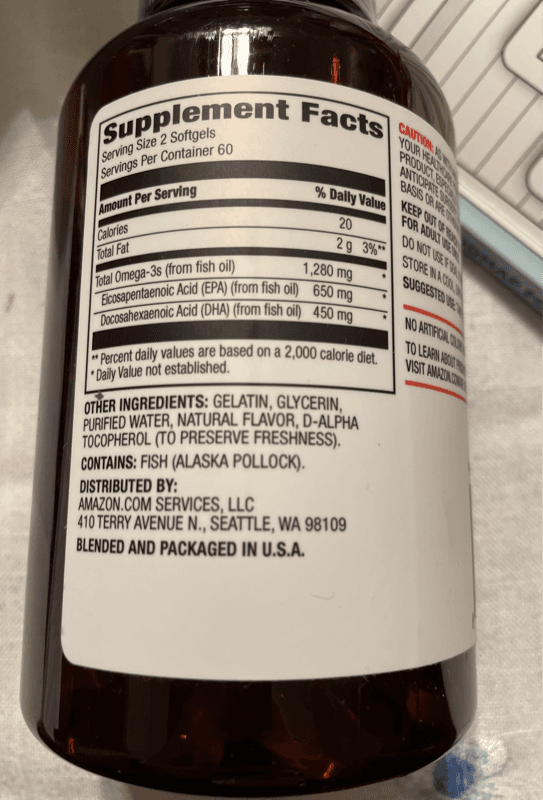 Supplement Facts
Serving Size 2 Softgels
Servings Per Container 60
Amount Per Serving % Daily Value
Calories 20
Total Fat 2 g 3%**
Total Omega-3s (from fish oil) 1,280 mg *
Eicosapentaenoic Acid (EPA) (from fish oil) 650 mg *
Docosahexaenoic Acid (DHA) (from fish oil) 450 mg *
** Percent daily values are based on a 2,000 calorie diet.
* Daily Value not established.
OTHER INGREDIENTS: GELATIN, GLYCERIN,
PURIFIED WATER, NATURAL FLAVOR, D-ALPHA
TOCOPHEROL (TO PRESERVE FRESHNESS).
CONTAINS: FISH (ALASKA POLLOCK).
DISTRIBUTED BY:
AMAZON.COM SERVICES, LLC
410 TERRY AVENUE N., SEATTLE, WA 98109
BLENDED AND PACKAGED IN U.S.A.
CAUTION:
YOUR
PRODUCT
ANTICIPATE
BASIS OR
KEEP OUT OF
FOR ADULT USE
DO NOT USE IF
STORE IN A COOL,
SUGGESTED USE:
NO ARTIFICIAL
TO LEARN ABOUT
VISIT